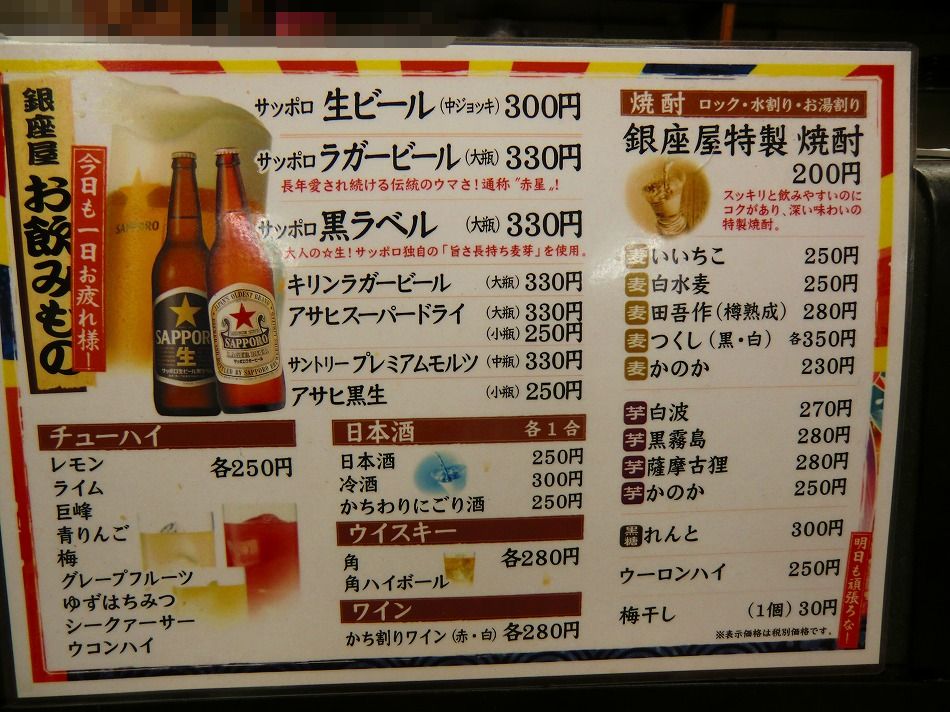 銀座屋 お飲みもの
今日も一日お疲れ様!
サッポロ 生ビール(中ジョッキ) 300円
サッポロ ラガービール(大瓶) 330円
長年愛され続ける伝統のウマさ!通称“赤星”!
サッポロ 黒ラベル (大瓶) 330円
大人の☆生!サッポロ独自の「旨さ長持ち麦芽」を使用。
キリンラガービール (大瓶) 330円
アサヒスーパードライ (大瓶) 330円
(小瓶) 250円
サントリープレミアムモルツ (中瓶) 330円
アサヒ黒生 (小瓶) 250円
SAPPORO
SAPPORO
生
SAPPORO
チューハイ
レモン 各250円
ライム
巨峰
青りんご
梅
グレープフルーツ
ゆずはちみつ
シークァーサー
ウコンハイ
日本酒 各1合
日本酒 250円
冷酒 300円
かちわりにごり酒 250円
ウイスキー
角 各280円
角ハイボール
ワイン
かち割りワイン(赤・白) 各280円
焼酎 ロック・水割り・お湯割り
銀座屋特製 焼酎
200円
スッキリと飲みやすいのに
コクがあり、深い味わいの
特製焼酎。
麦 いいちこ 250円
麦 白水麦 250円
麦 田吾作(樽熟成) 280円
麦 つくし(黒・白) 各350円
麦 かのか 230円
芋 白波 270円
芋 黒霧島 280円
芋 薩摩古狸 280円
芋 かのか 250円
黒糖 れんと 300円
ウーロンハイ 250円
梅干し (1個) 30円
※表示価格は税別価格です。
明日も頑張ろな!